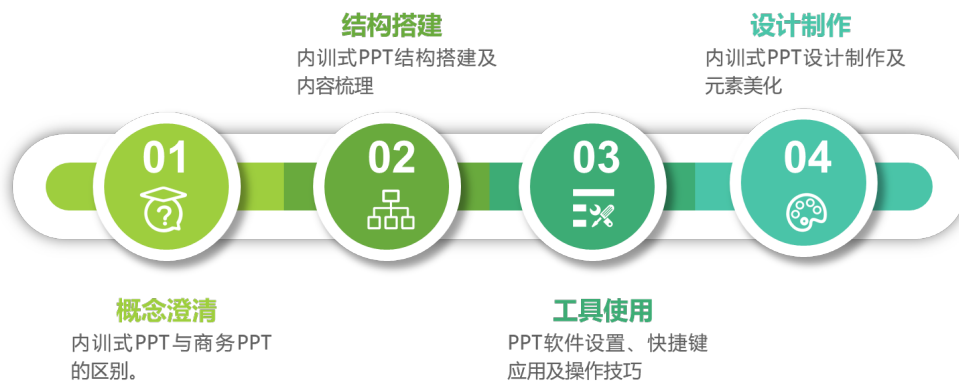 结构搭建
内训式PPT结构搭建及
内容梳理
设计制作
内训式PPT设计制作及
元素美化
01
02
03
04
?
概念澄清
内训式PPT与商务PPT
的区别。
工具使用
PPT软件设置、快捷键
应用及操作技巧